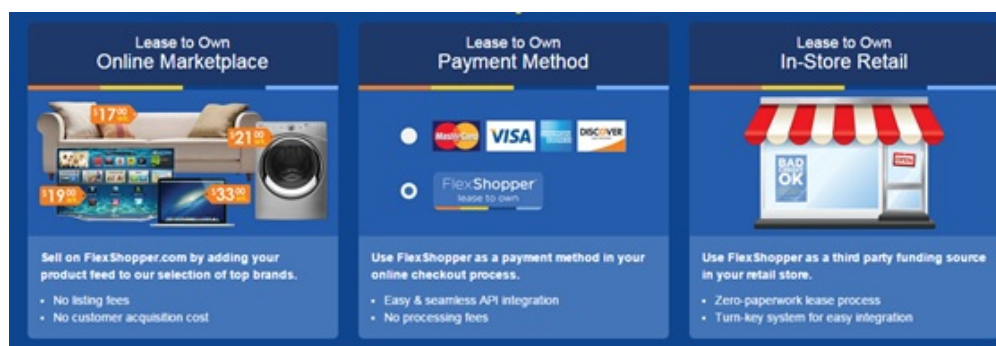 Lease to Own
Online Marketplace
$17.00
$21.00
$19.00
$33.00
Sell on FlexShopper.com by adding your
product feed to our selection of top brands.
• No listing fees
• No customer acquisition cost
Lease to Own
Payment Method
MasterCard
VISA
DISCOVER
FlexShopper
lease to own
Use FlexShopper as a payment method in your
online checkout process.
• Easy & seamless API integration
• No processing fees
Lease to Own
In-Store Retail
BAD
CREDIT
OK
OPEN
Use FlexShopper as a third party funding source
in your retail store.
• Zero-paperwork lease process
• Turn-key system for easy integration